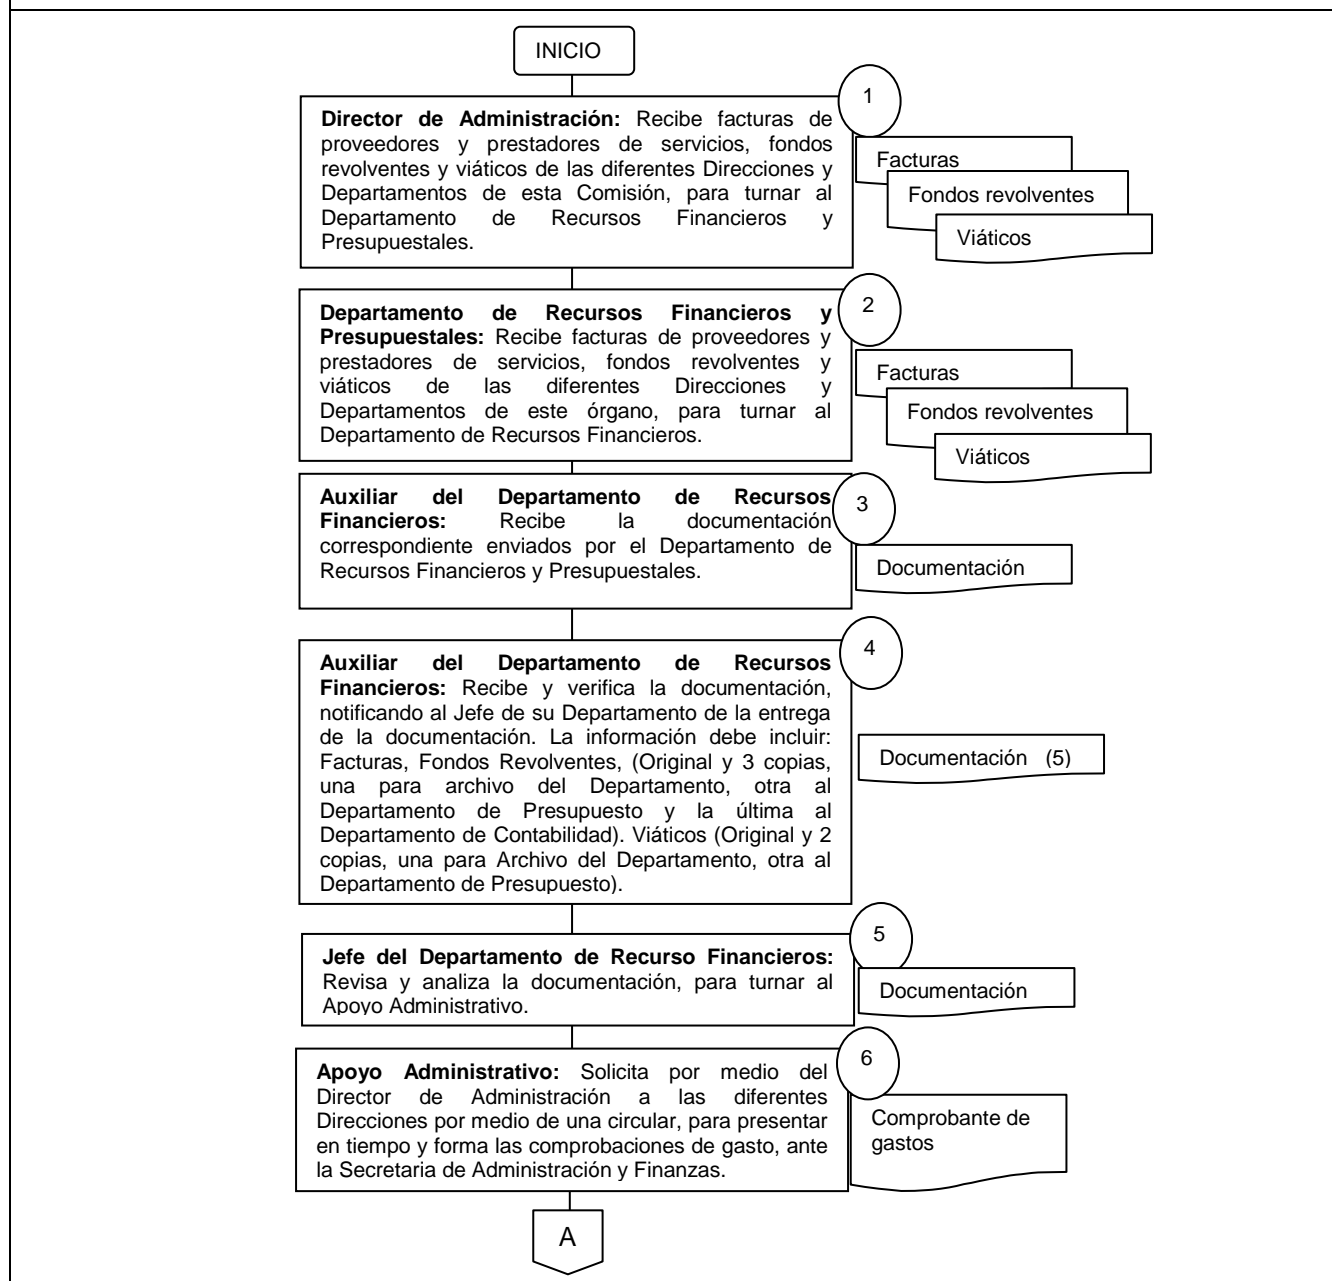 INICIO
1
Director de Administración: Recibe facturas de
proveedores y prestadores de servicios, fondos
revolventes y viáticos de las diferentes Direcciones y
Departamentos de esta Comisión, para turnar al
Departamento de Recursos Financieros y
Presupuestales.
Facturas
Fondos revolventes
Viáticos
2
Departamento de Recursos Financieros y
Presupuestales: Recibe facturas de proveedores y
prestadores de servicios, fondos revolventes y
viáticos de las diferentes Direcciones y
Departamentos de este órgano, para turnar al
Departamento de Recursos Financieros.
Facturas
Fondos revolventes
Viáticos
3
Auxiliar del Departamento de Recursos
Financieros: Recibe la documentación
correspondiente enviados por el Departamento de
Recursos Financieros y Presupuestales.
Documentación
4
Auxiliar del Departamento de Recursos
Financieros: Recibe y verifica la documentación,
notificando al Jefe de su Departamento de la entrega
de la documentación. La información debe incluir:
Facturas, Fondos Revolventes, (Original y 3 copias,
una para archivo del Departamento, otra al
Departamento de Presupuesto y la última al
Departamento de Contabilidad). Viáticos (Original y 2
copias, una para Archivo del Departamento, otra al
Departamento de Presupuesto).
Documentación (5)
5
Jefe del Departamento de Recurso Financieros:
Revisa y analiza la documentación, para turnar al
Apoyo Administrativo.
Documentación
6
Apoyo Administrativo: Solicita por medio del
Director de Administración a las diferentes
Direcciones por medio de una circular, para presentar
en tiempo y forma las comprobaciones de gasto, ante
la Secretaria de Administración y Finanzas.
Comprobante de
gastos
A